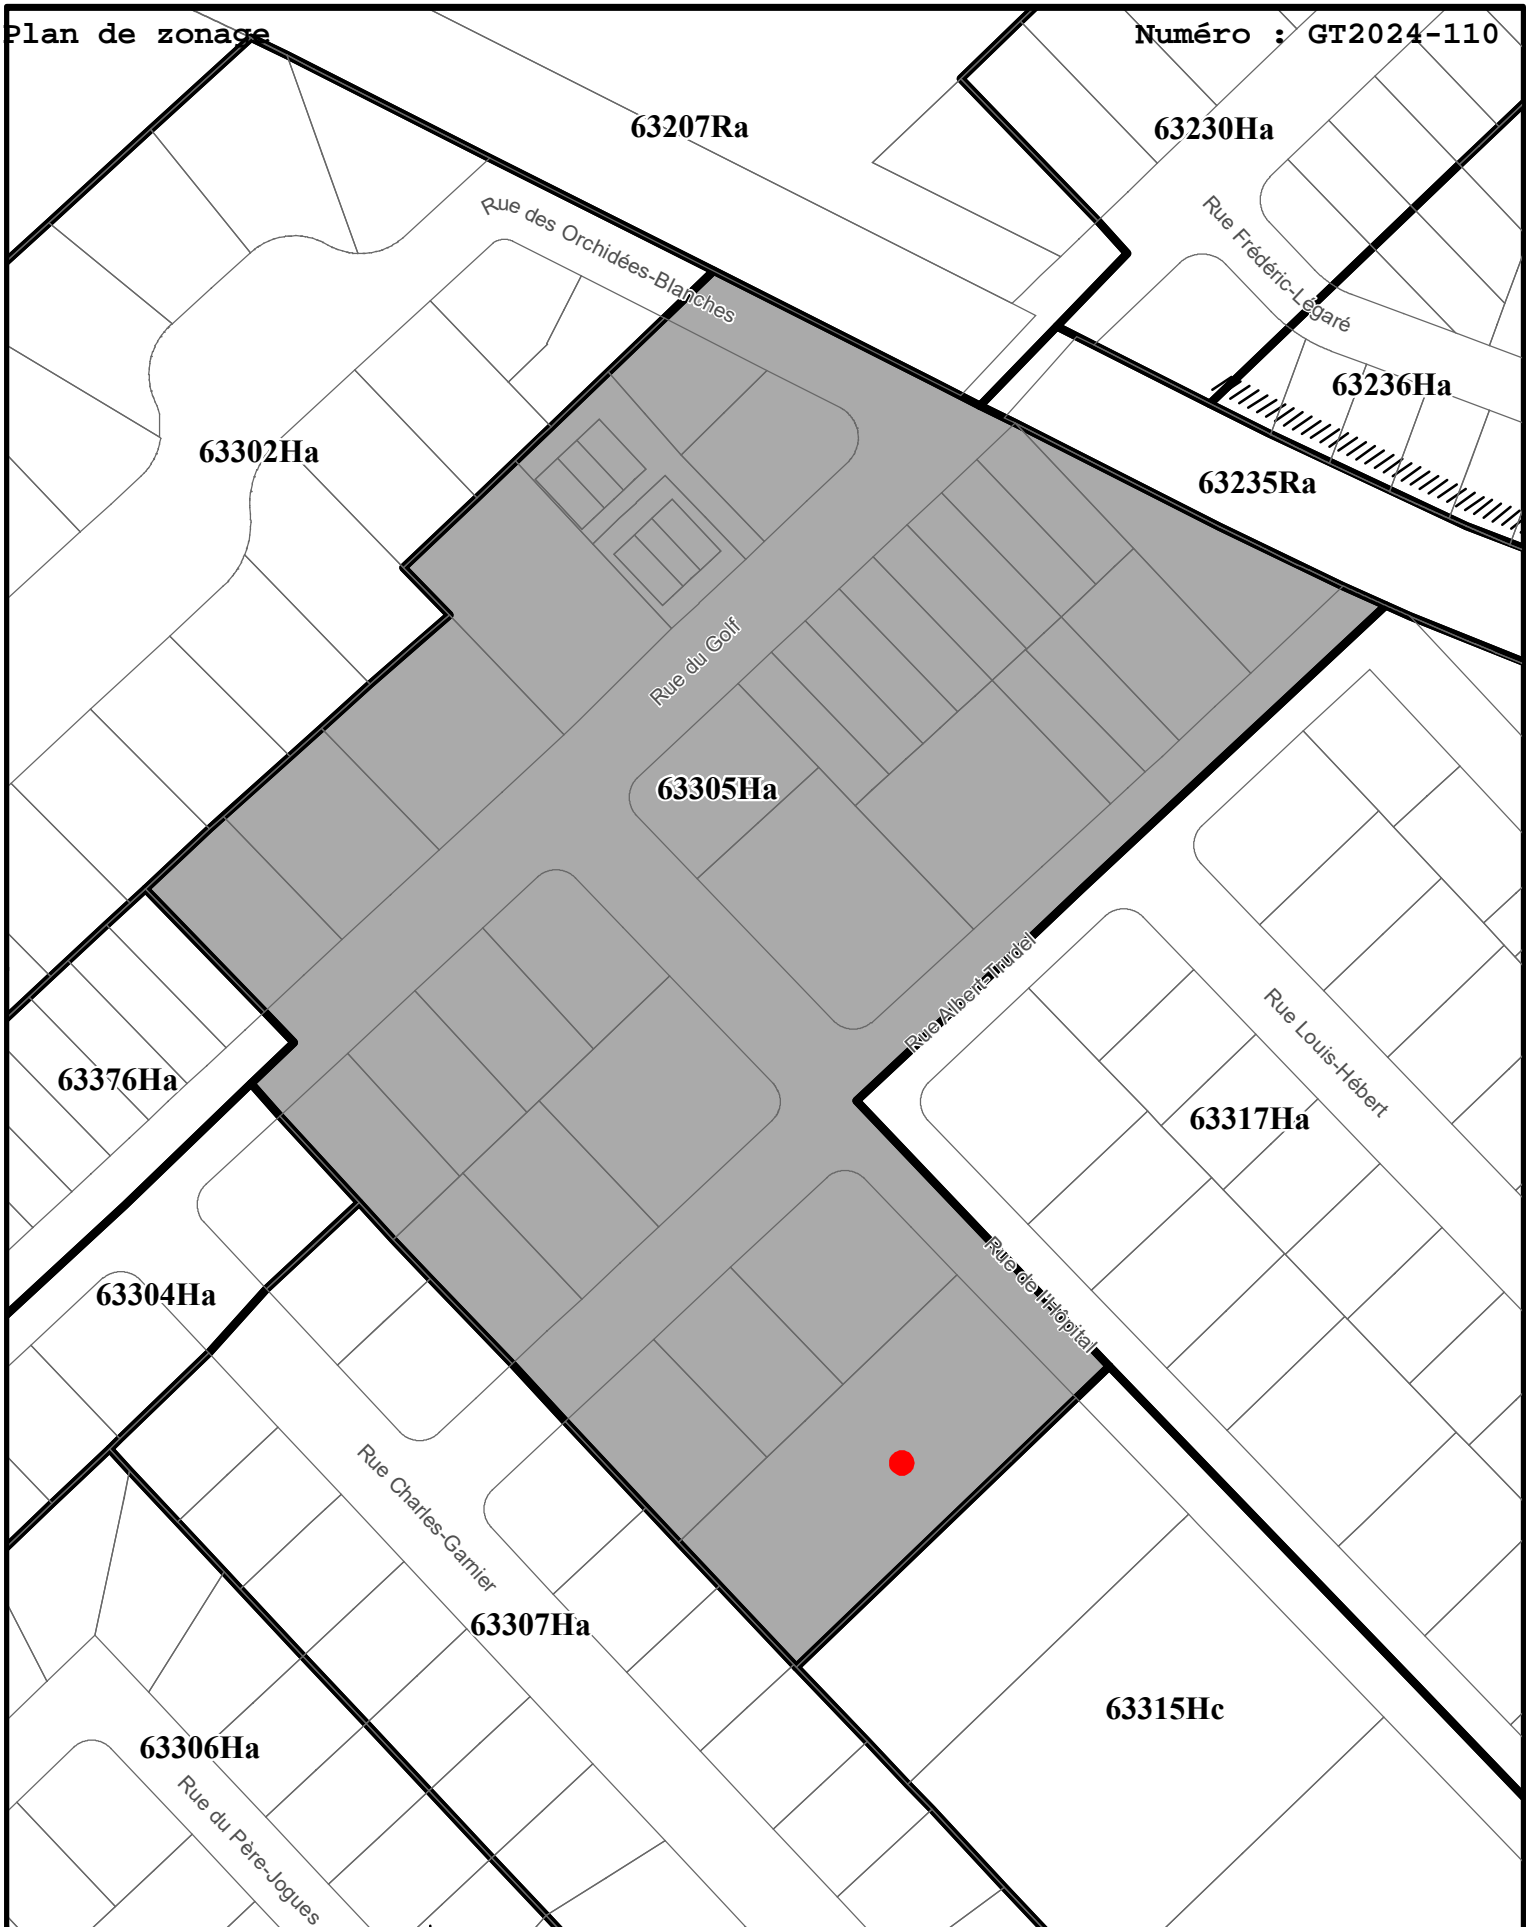 Plan de zonage
Numéro : GT2024-110
63207Ra
63230Ha
Rue des Orchidées-Blanches
Rue Frédéric-Légaré
63236Ha
63302Ha
63235Ra
Rue du Golf
63305Ha
Rue Albert-Trudel
Rue Louis-Hébert
63376Ha
63317Ha
Rue de l'Hôpital
63304Ha
Rue Charles-Garnier
63307Ha
63315Hc
63306Ha
Rue du Père-Jogues